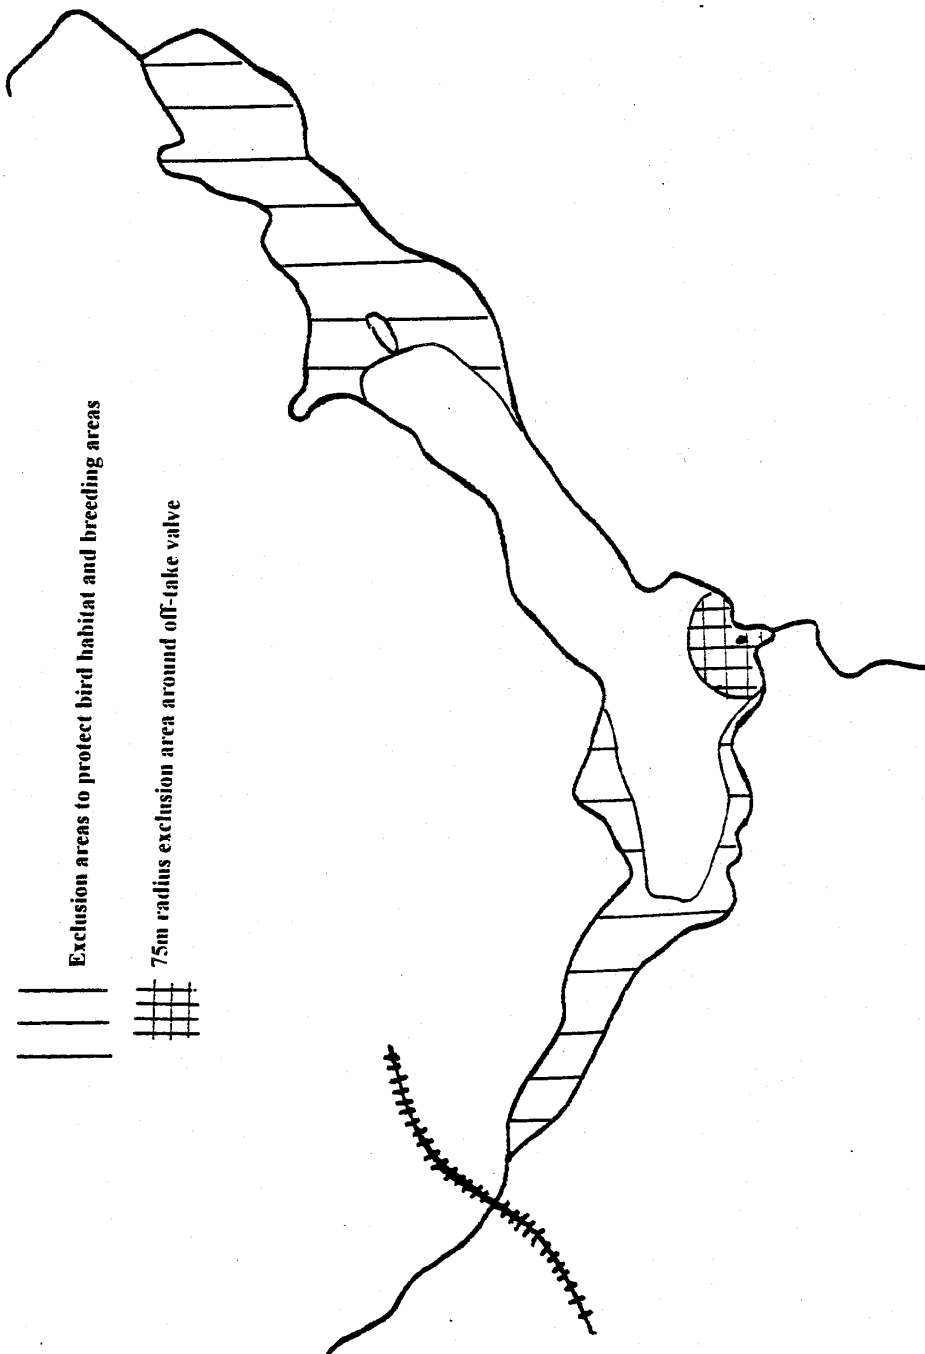 Exclusion areas to protect bird habitat and breeding areas
75m radius exclusion area around off-take valve